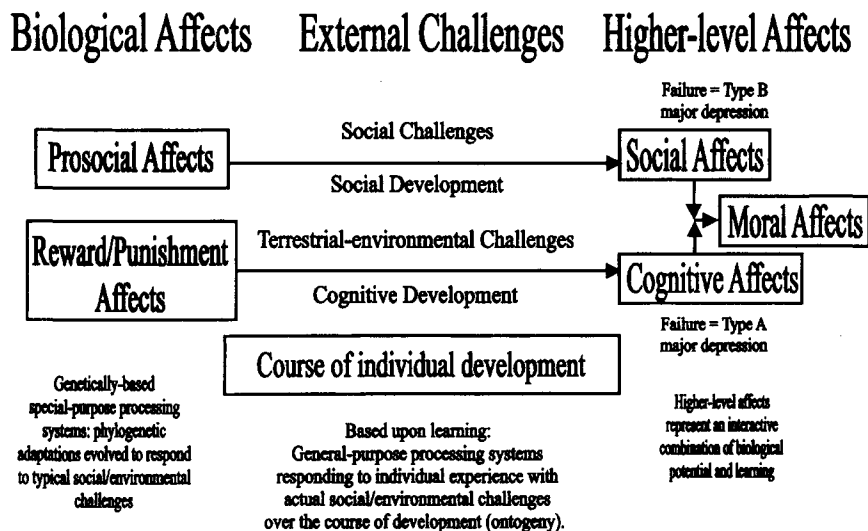 Biological Affects
External Challenges
Higher-level Affects
Failure = Type B
major depression
Prosocial Affects
Social Challenges
Social Development
Social Affects
Moral Affects
Reward/Punishment
Affects
Terrestrial-environmental Challenges
Cognitive Development
Cognitive Affects
Failure = Type A
major depression
Course of individual development
Genetically-based
special-purpose processing
systems: phylogenetic
adaptations evolved to respond
to typical social/environmental
challenges
Based upon learning:
General-purpose processing systems
responding to individual experience with
actual social/environmental challenges
over the course of development (ontogeny).
Higher-level affects
represent an interactive
combination of biological
potential and learning